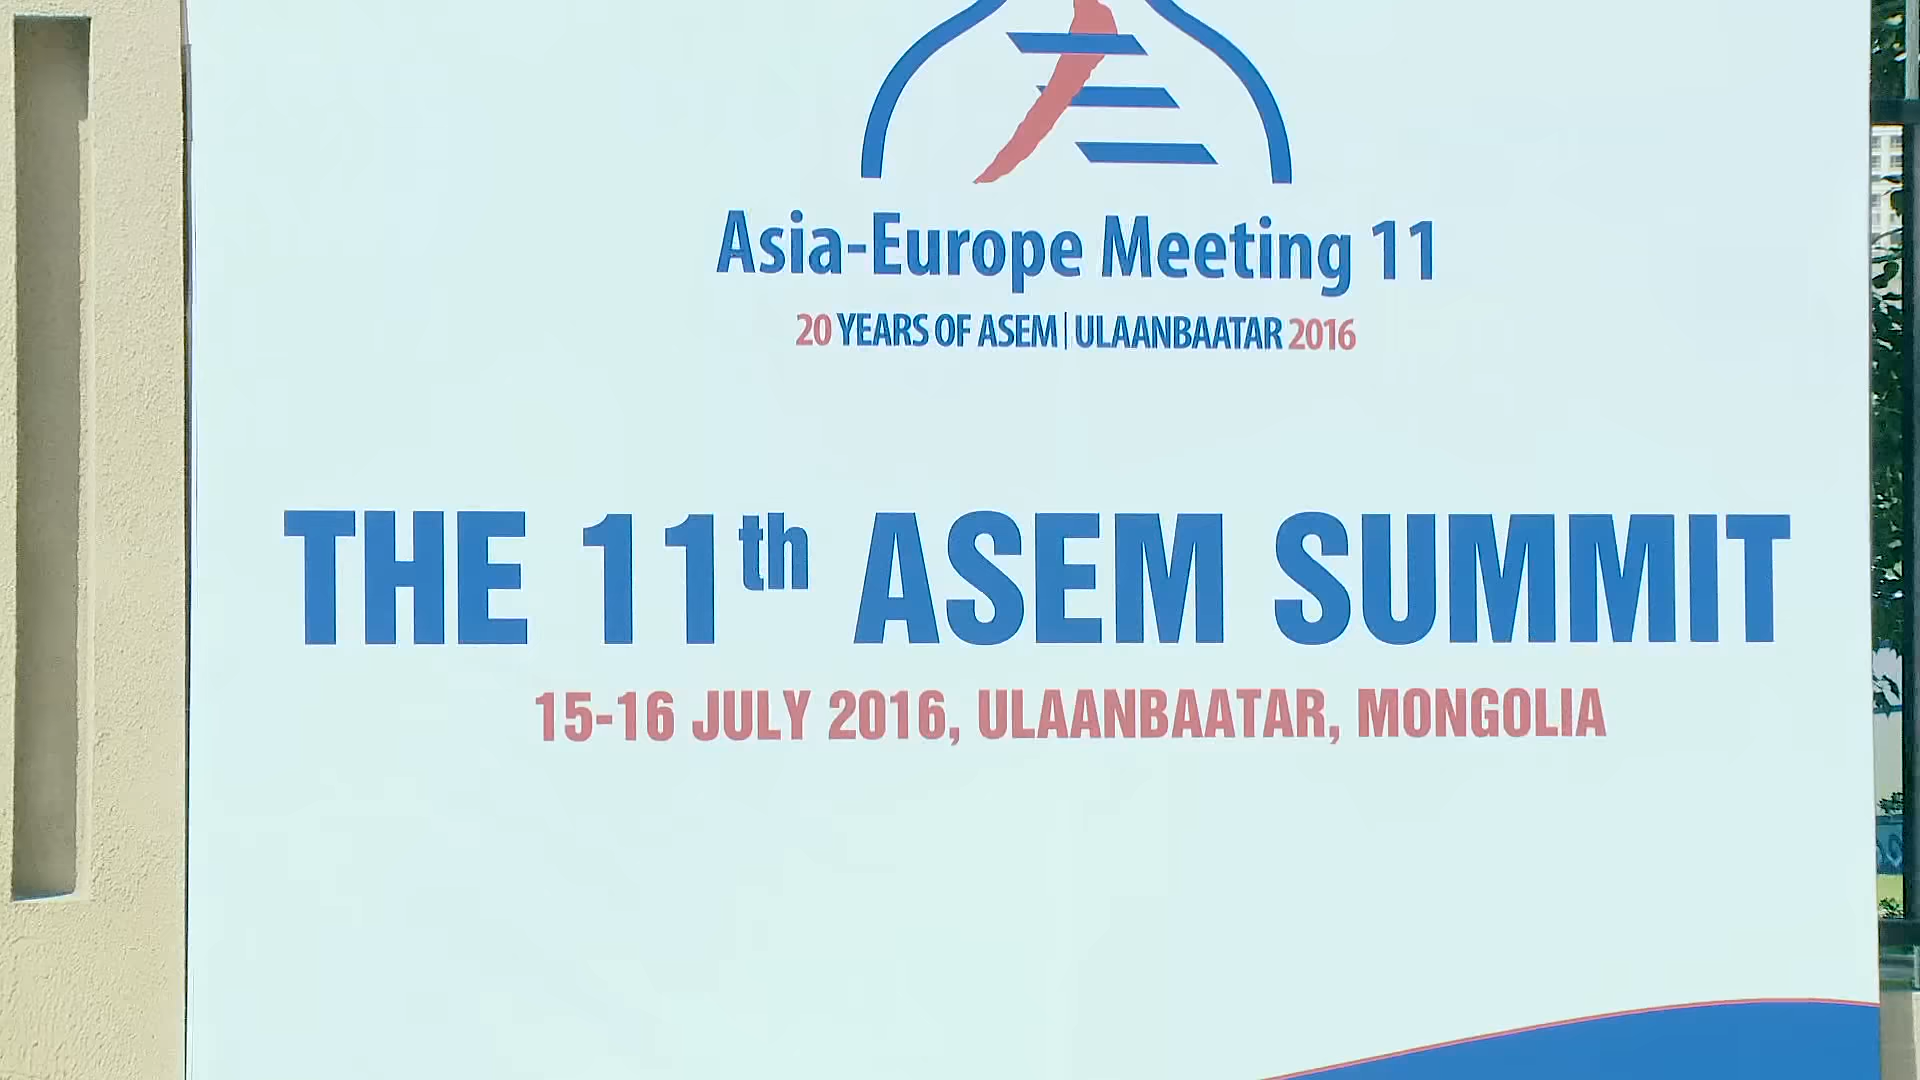 Asia-Europe Meeting 11
20 YEARS OF ASEM | ULAANBAATAR 2016
THE 11th ASEM SUMMIT
15-16 JULY 2016, ULAANBAATAR, MONGOLIA